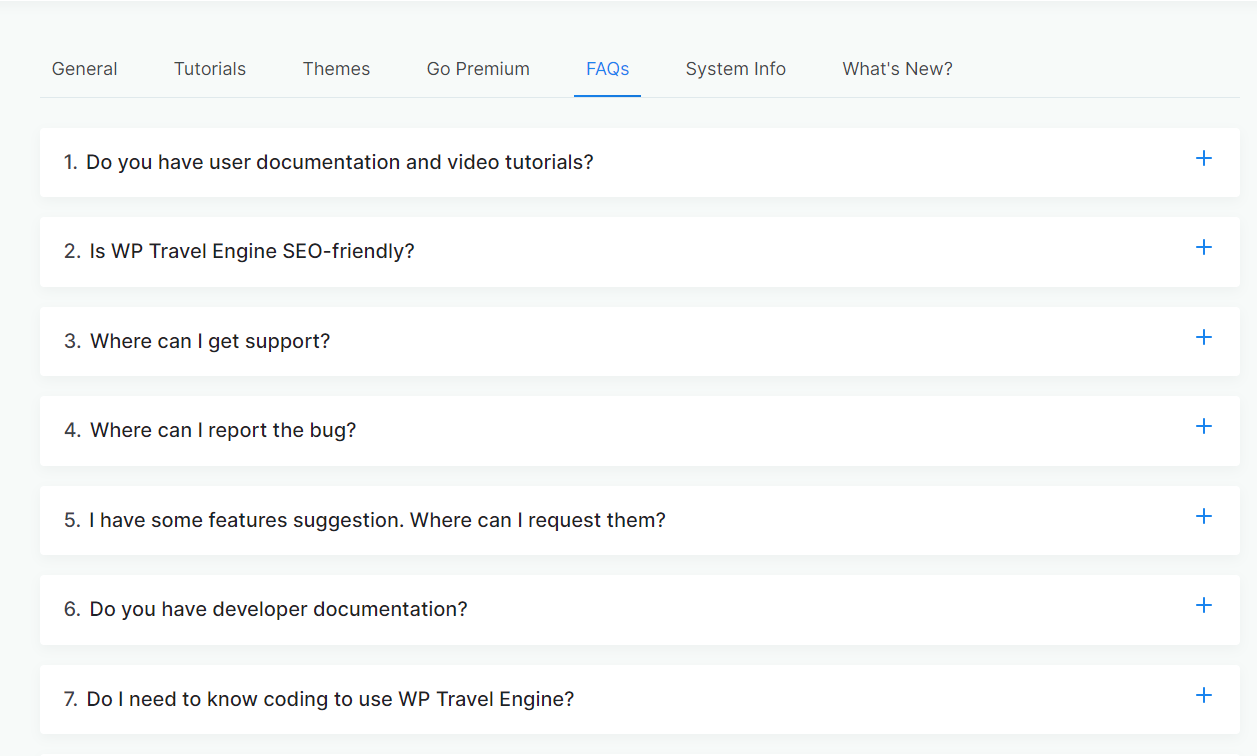 General Tutorials Themes Go Premium FAQs System Info What's New?
1. Do you have user documentation and video tutorials?
2. Is WP Travel Engine SEO-friendly?
3. Where can I get support?
4. Where can I report the bug?
5. I have some features suggestion. Where can I request them?
6. Do you have developer documentation?
7. Do I need to know coding to use WP Travel Engine?